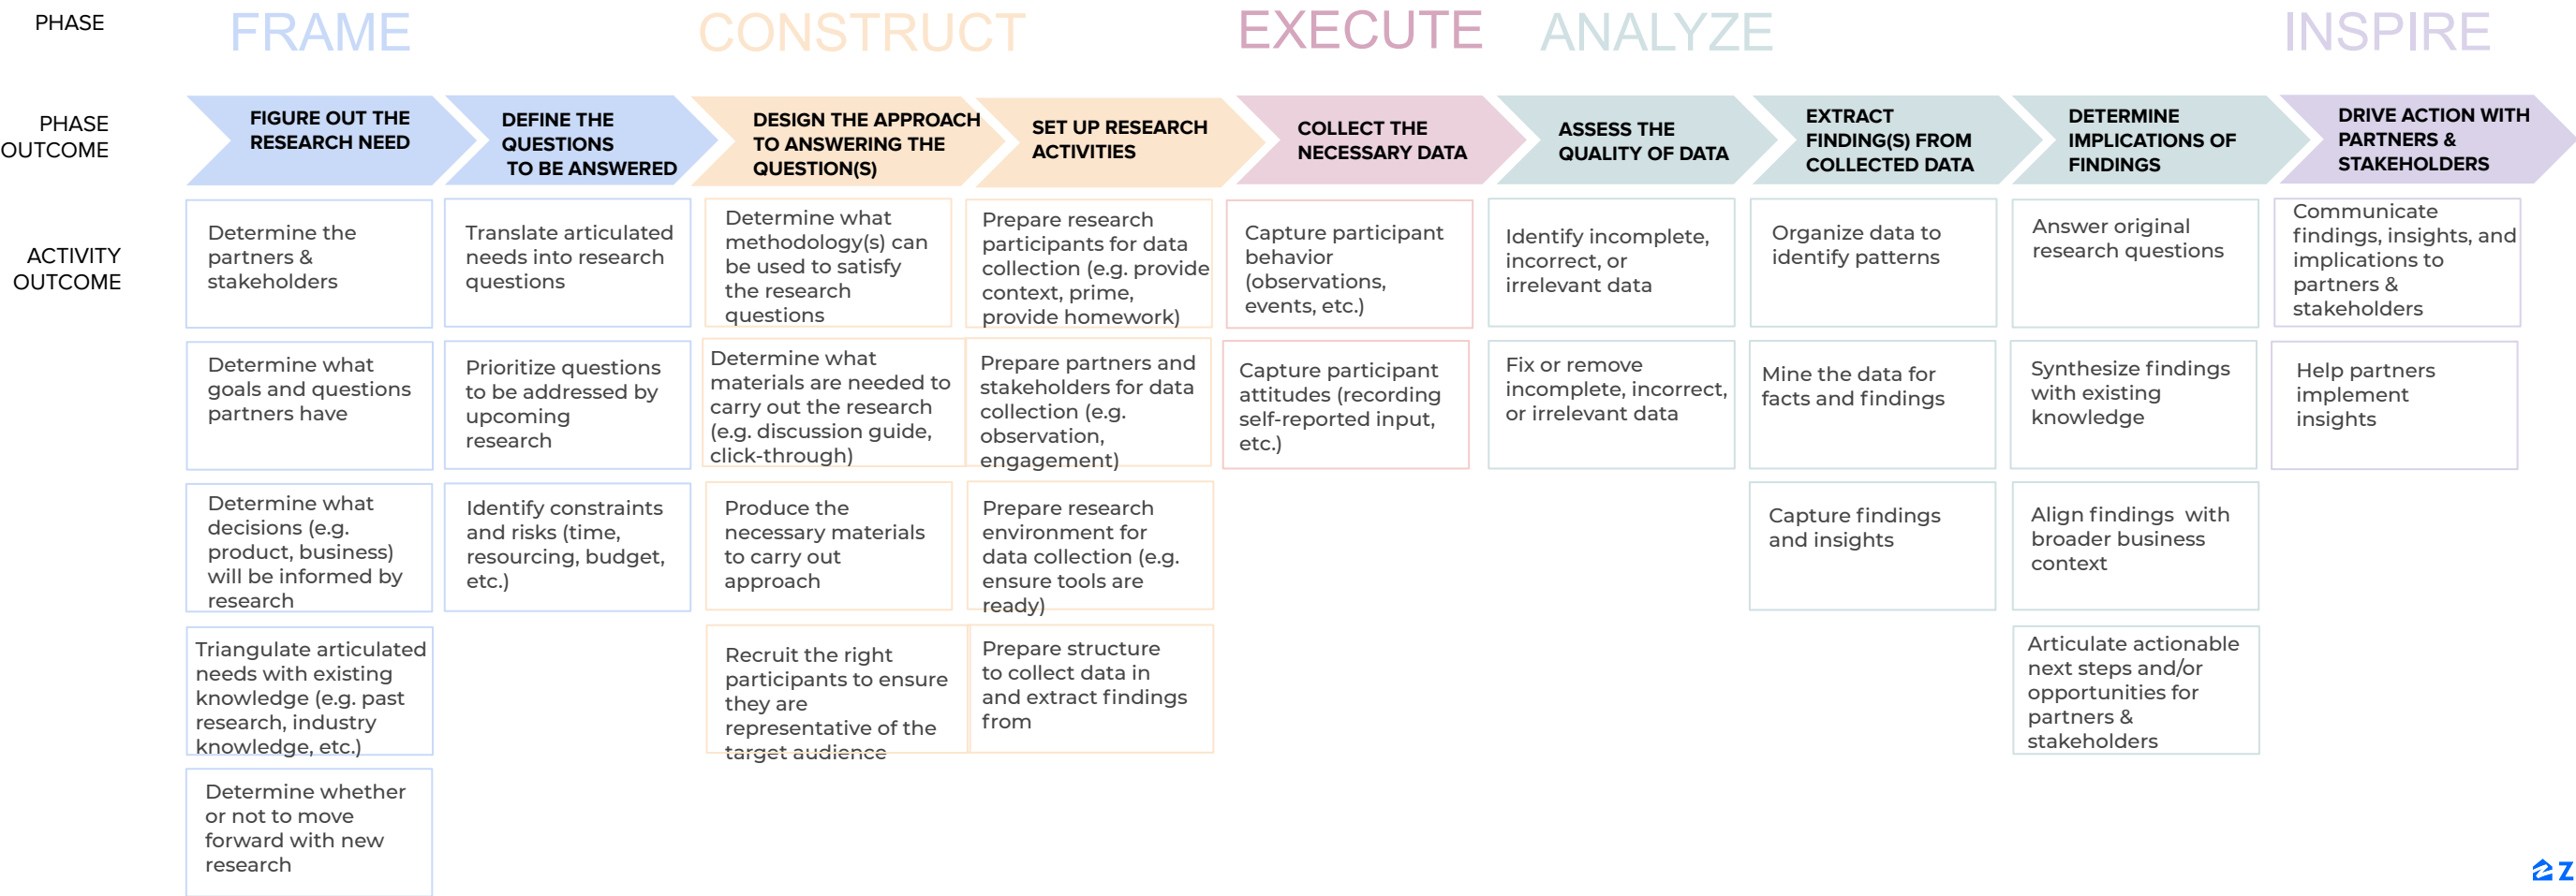 PHASE
FRAME
CONSTRUCT
EXECUTE
ANALYZE
INSPIRE
PHASE
OUTCOME
FIGURE OUT THE
RESEARCH NEED
DEFINE THE
QUESTIONS
TO BE ANSWERED
DESIGN THE APPROACH
TO ANSWERING THE
QUESTION(S)
SET UP RESEARCH
ACTIVITIES
COLLECT THE
NECESSARY DATA
ASSESS THE
QUALITY OF DATA
EXTRACT
FINDING(S) FROM
COLLECTED DATA
DETERMINE
IMPLICATIONS OF
FINDINGS
DRIVE ACTION WITH
PARTNERS &
STAKEHOLDERS
ACTIVITY
OUTCOME
Determine the
partners &
stakeholders
Translate articulated
needs into research
questions
Determine what
methodology(s) can
be used to satisfy
the research
questions
Prepare research
participants for data
collection (e.g. provide
context, prime,
provide homework)
Capture participant
behavior
(observations,
events, etc.)
Identify incomplete,
incorrect, or
irrelevant data
Organize data to
identify patterns
Answer original
research questions
Communicate
findings, insights, and
implications to
partners &
stakeholders
Determine what
goals and questions
partners have
Prioritize questions
to be addressed by
upcoming
research
Determine what
materials are needed to
carry out the research
(e.g. discussion guide,
click-through)
Prepare partners and
stakeholders for data
collection (e.g.
observation,
engagement)
Capture participant
attitudes (recording
self-reported input,
etc.)
Fix or remove
incomplete, incorrect,
or irrelevant data
Mine the data for
facts and findings
Synthesize findings
with existing
knowledge
Help partners
implement
insights
Determine what
decisions (e.g.
product, business)
will be informed by
research
Identify constraints
and risks (time,
resourcing, budget,
etc.)
Produce the
necessary materials
to carry out
approach
Prepare research
environment for
data collection (e.g.
ensure tools are
ready)
Capture findings
and insights
Align findings with
broader business
context
Triangulate articulated
needs with existing
knowledge (e.g. past
research, industry
knowledge, etc.)
Recruit the right
participants to ensure
they are
representative of the
target audience
Prepare structure
to collect data in
and extract findings
from
Articulate actionable
next steps and/or
opportunities for
partners &
stakeholders
Determine whether
or not to move
forward with new
research
Z